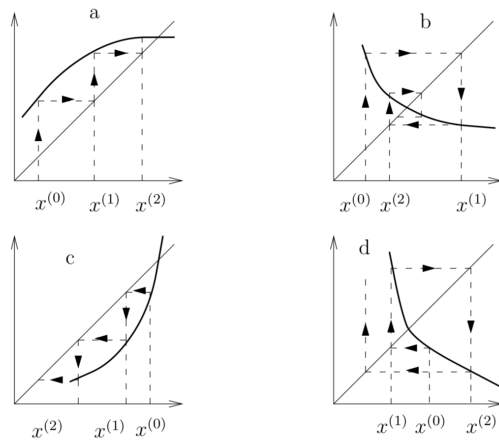 a
x^{(0)} x^{(1)} x^{(2)}
b
x^{(0)} x^{(2)} x^{(1)}
c
x^{(2)} x^{(1)} x^{(0)}
d
x^{(1)} x^{(0)} x^{(2)}